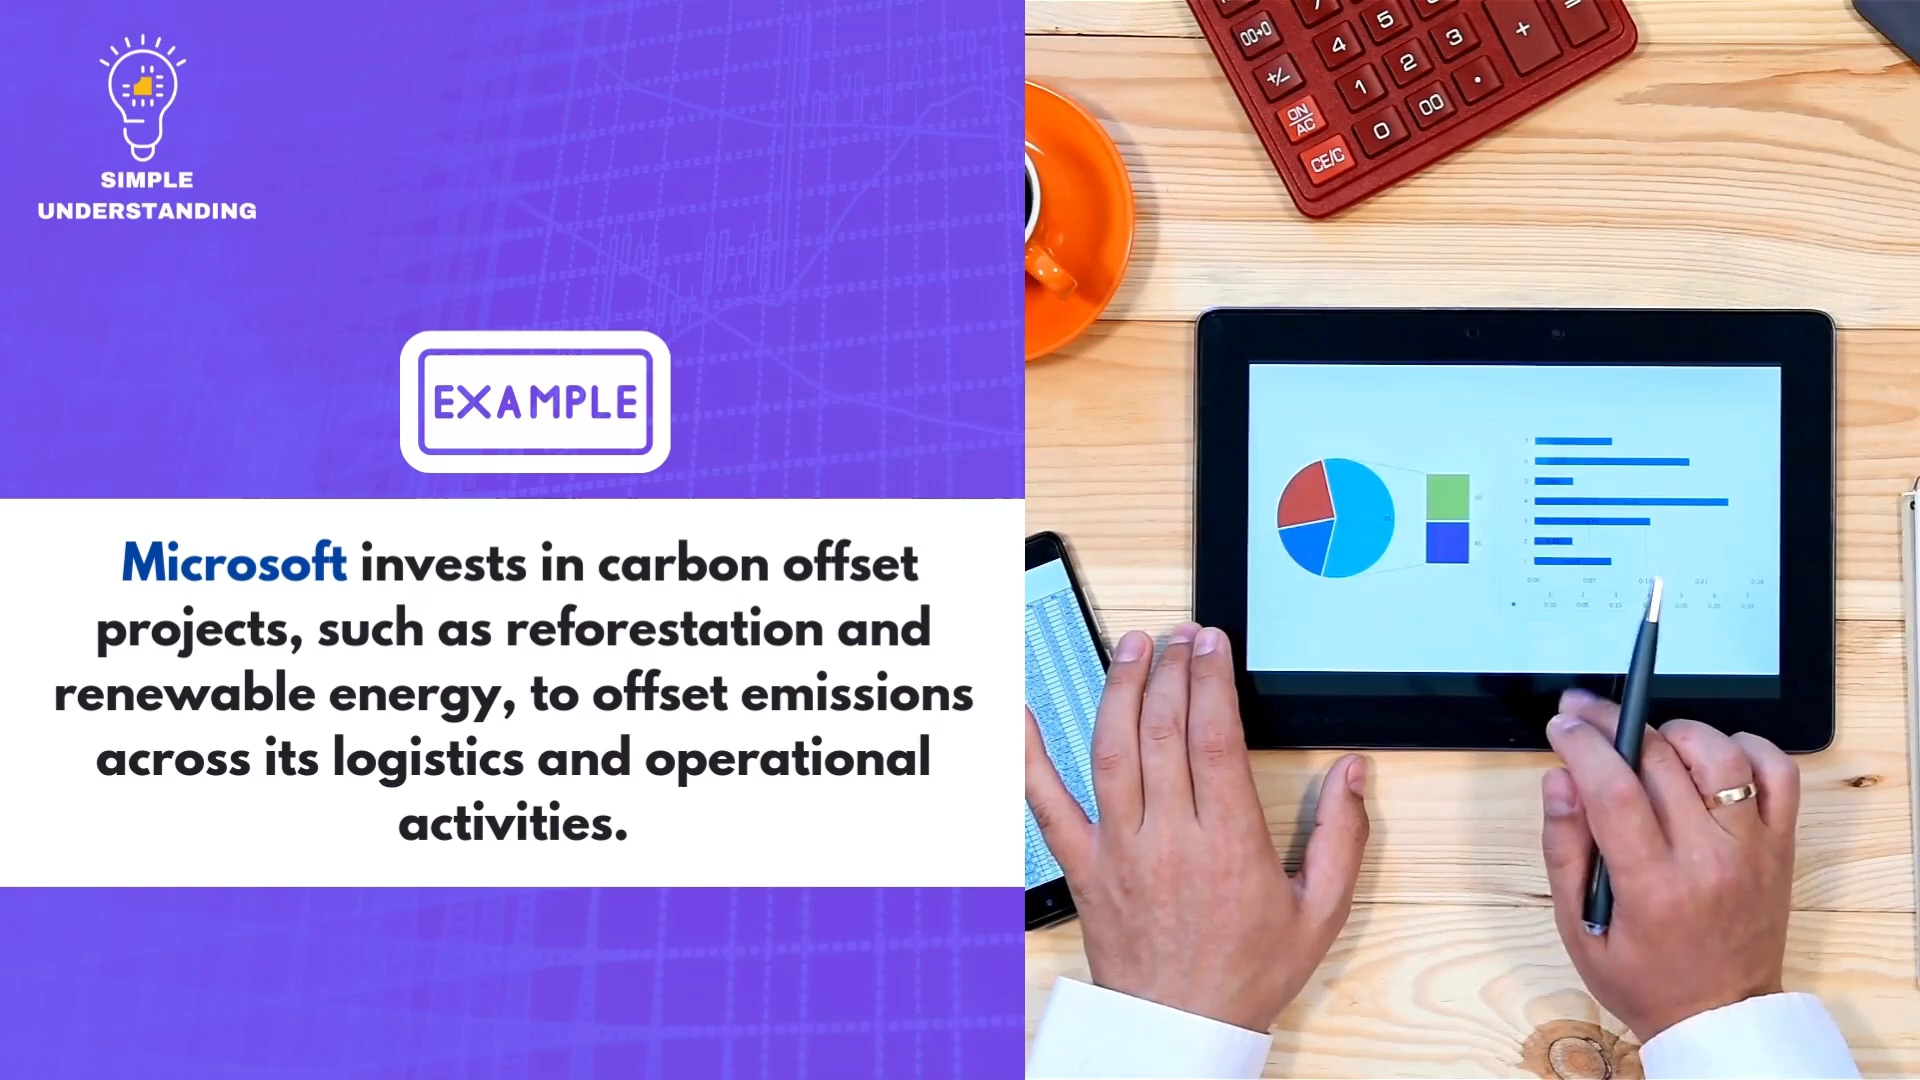 SIMPLE
UNDERSTANDING
EXAMPLE
Microsoft invests in carbon offset
projects, such as reforestation and
renewable energy, to offset emissions
across its logistics and operational
activities.
00→0
4
5
+
+/-
1
2
3
ON
AC
0
00
.
CE/C